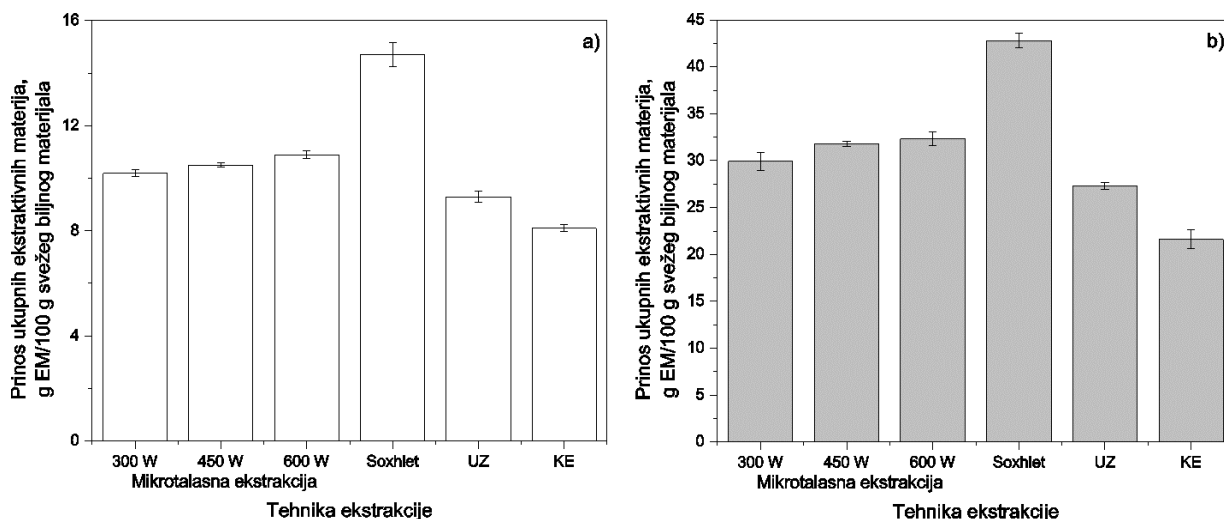 a)
Prinos ukupnih ekstraktivnih materija,
g EM/100 g svežeg biljnog materijala
16
12
8
4
0
300 W 450 W 600 W Soxhlet UZ KE
Mikrotalasna ekstrakcija
Tehnika ekstrakcije
b)
Prinos ukupnih ekstraktivnih materija,
g EM/100 g svežeg biljnog materijala
45
40
35
30
25
20
15
10
5
0
300 W 450 W 600 W Soxhlet UZ KE
Mikrotalasna ekstrakcija
Tehnika ekstrakcije